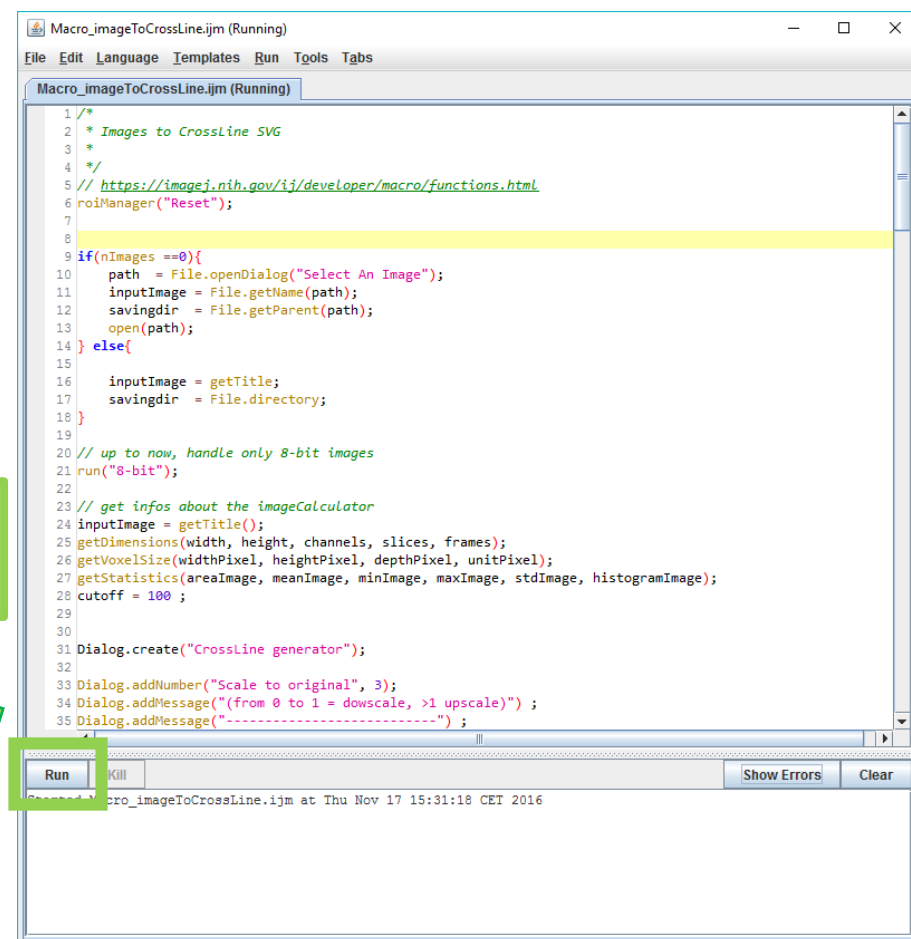 Macro_imageToCrossLine.ijm (Running)
File Edit Language Templates Run Tools Tabs
Macro_imageToCrossLine.ijm (Running)
1 /*
2 * Images to CrossLine SVG
3 *
4 */
5 // https://imagej.nih.gov/ij/developer/macro/functions.html
6 roiManager("Reset");
7
8
9 if(nImages ==0){
10 path = File.openDialog("Select An Image");
11 inputImage = File.getName(path);
12 savingdir = File.getParent(path);
13 open(path);
14 } else{
15
16 inputImage = getTitle;
17 savingdir = File.directory;
18 }
19
20 // up to now, handle only 8-bit images
21 run("8-bit");
22
23 // get infos about the imageCalculator
24 inputImage = getTitle();
25 getDimensions(width, height, channels, slices, frames);
26 getVoxelSize(widthPixel, heightPixel, depthPixel, unitPixel);
27 getStatistics(areaImage, meanImage, minImage, maxImage, stdImage, histogramImage);
28 cutoff = 100 ;
29
30
31 Dialog.create("CrossLine generator");
32
33 Dialog.addNumber("Scale to original", 3);
34 Dialog.addMessage("(from 0 to 1 = dowscale, >1 upscale)") ;
35 Dialog.addMessage("---------------------------") ;
Run Kill Show Errors Clear
Started Macro_imageToCrossLine.ijm at Thu Nov 17 15:31:18 CET 2016